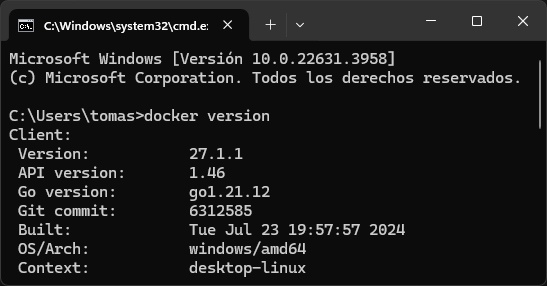 C:\Windows\system32\cmd.e
Microsoft Windows [Versión 10.0.22631.3958]
(c) Microsoft Corporation. Todos los derechos reservados.
C:\Users\tomas>docker version
Client:
 Version:           27.1.1
 API version:       1.46
 Go version:        go1.21.12
 Git commit:        6312585
 Built:             Tue Jul 23 19:57:57 2024
 OS/Arch:           windows/amd64
 Context:           desktop-linux